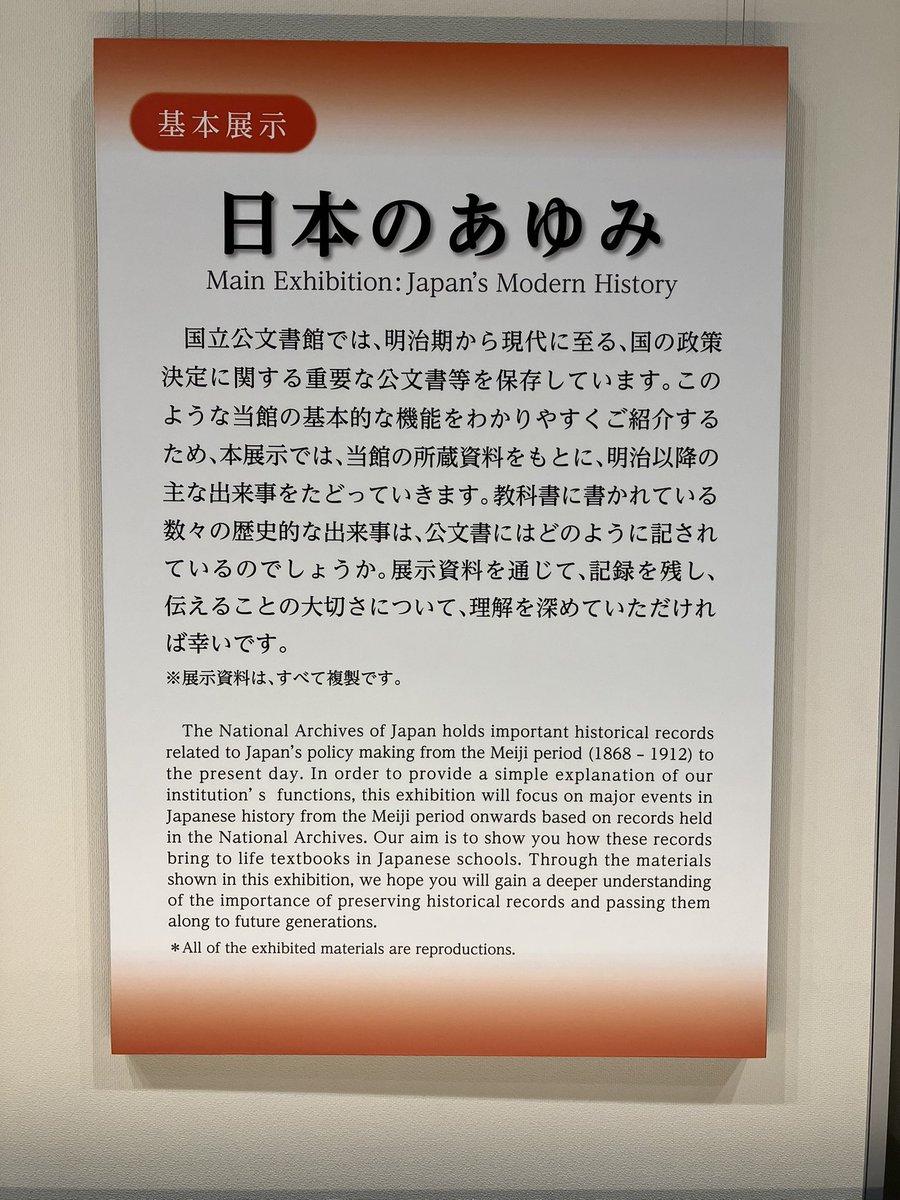 基本展示
日本のあゆみ
Main Exhibition: Japan's Modern History
国立公文書館では、明治期から現代に至る、国の政策
決定に関する重要な公文書等を保存しています。この
ような当館の基本的な機能をわかりやすくご紹介する
ため、本展示では、当館の所蔵資料をもとに、明治以降の
主な出来事をたどっていきます。教科書に書かれている
数々の歴史的な出来事は、公文書にはどのように記され
ているのでしょうか。展示資料を通じて、記録を残し、
伝えることの大切さについて、理解を深めていただけれ
ば幸いです。
※展示資料は、すべて複製です。
The National Archives of Japan holds important historical records
related to Japan's policy making from the Meiji period (1868 – 1912) to
the present day. In order to provide a simple explanation of our
institution' s functions, this exhibition will focus on major events in
Japanese history from the Meiji period onwards based on records held
in the National Archives. Our aim is to show you how these records
bring to life textbooks in Japanese schools. Through the materials
shown in this exhibition, we hope you will gain a deeper understanding
of the importance of preserving historical records and passing them
along to future generations.
＊All of the exhibited materials are reproductions.